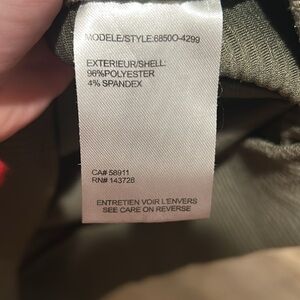 MODELE/STYLE:6850O-4299
EXTERIEUR/SHELL:
96%POLYESTER
4% SPANDEX
CA# 58911
RN# 143728
ENTRETIEN VOIR L'ENVERS
SEE CARE ON REVERSE